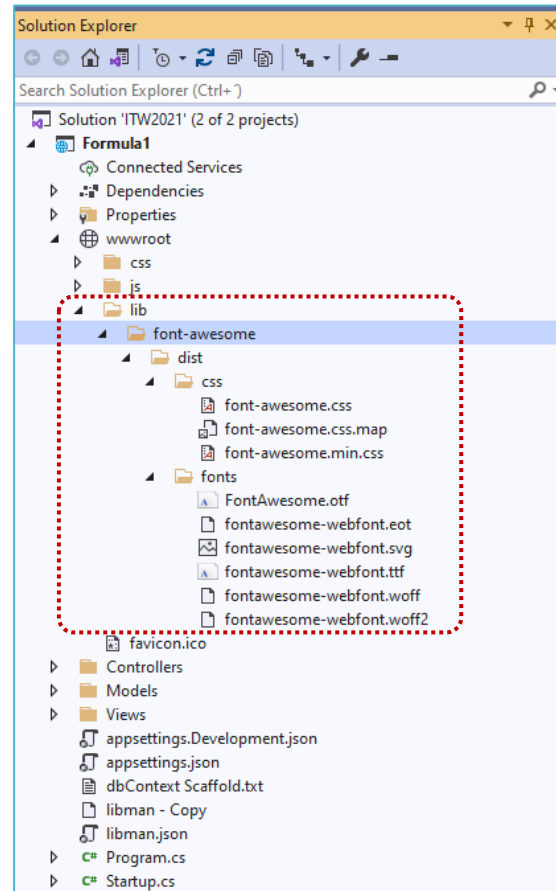 Solution Explorer
Search Solution Explorer (Ctrl+´)
Solution 'ITW2021' (2 of 2 projects)
Formula1
Connected Services
Dependencies
Properties
wwwroot
css
js
lib
font-awesome
dist
css
font-awesome.css
font-awesome.css.map
font-awesome.min.css
fonts
FontAwesome.otf
fontawesome-webfont.eot
fontawesome-webfont.svg
fontawesome-webfont.ttf
fontawesome-webfont.woff
fontawesome-webfont.woff2
favicon.ico
Controllers
Models
Views
appsettings.Development.json
appsettings.json
dbContext Scaffold.txt
libman - Copy
libman.json
C# Program.cs
C# Startup.cs